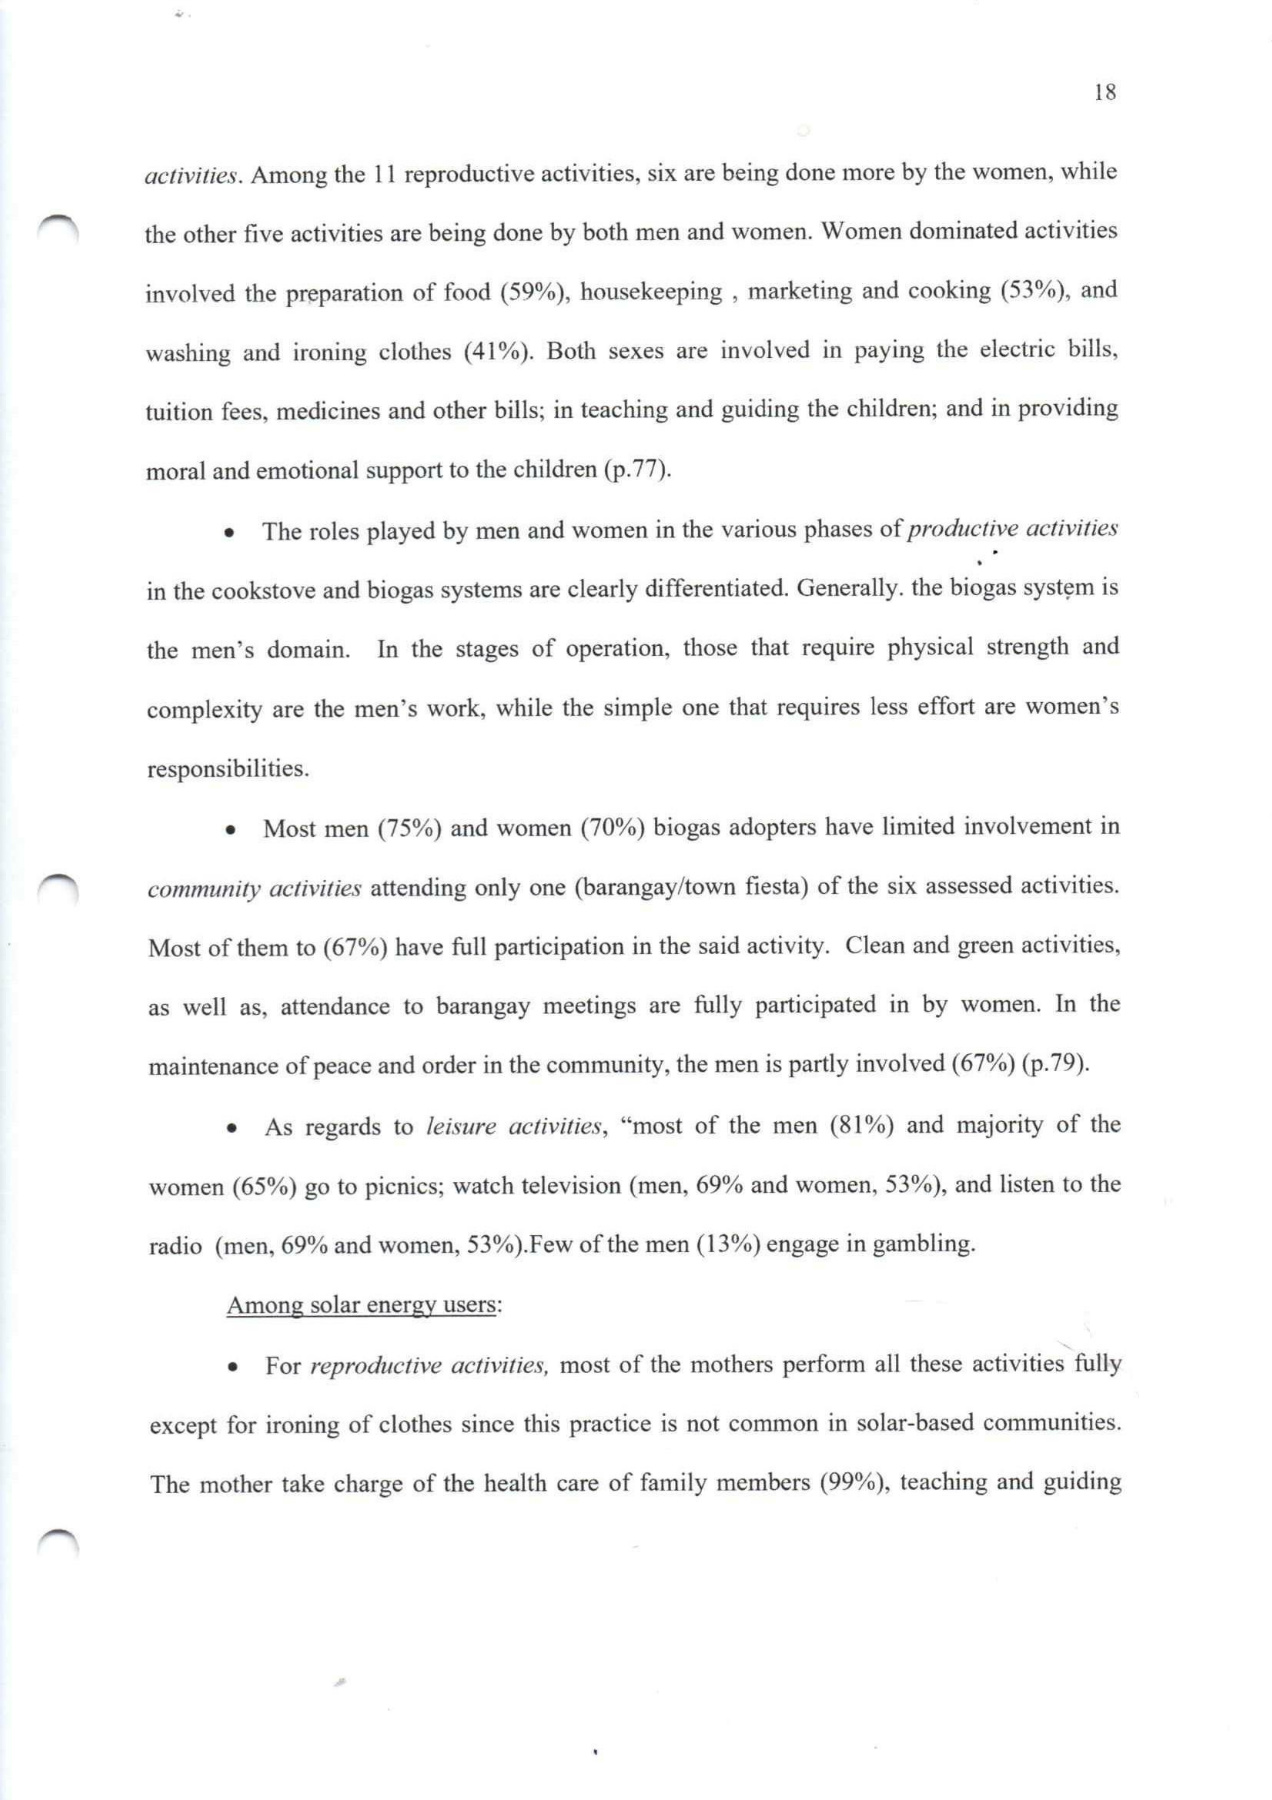 18
activities. Among the 11 reproductive activities, six are being done more by the women, while
the other five activities are being done by both men and women. Women dominated activities
involved the preparation of food (59%), housekeeping , marketing and cooking (53%), and
washing and ironing clothes (41%). Both sexes are involved in paying the electric bills,
tuition fees, medicines and other bills; in teaching and guiding the children; and in providing
moral and emotional support to the children (p.77).
• The roles played by men and women in the various phases of productive activities
in the cookstove and biogas systems are clearly differentiated. Generally. the biogas system is
the men's domain. In the stages of operation, those that require physical strength and
complexity are the men's work, while the simple one that requires less effort are women's
responsibilities.
• Most men (75%) and women (70%) biogas adopters have limited involvement in
community activities attending only one (barangay/town fiesta) of the six assessed activities.
Most of them to (67%) have full participation in the said activity. Clean and green activities,
as well as, attendance to barangay meetings are fully participated in by women. In the
maintenance of peace and order in the community, the men is partly involved (67%) (p.79).
• As regards to leisure activities, “most of the men (81%) and majority of the
women (65%) go to picnics; watch television (men, 69% and women, 53%), and listen to the
radio (men, 69% and women, 53%).Few of the men (13%) engage in gambling.
Among solar energy users:
• For reproductive activities, most of the mothers perform all these activities fully
except for ironing of clothes since this practice is not common in solar-based communities.
The mother take charge of the health care of family members (99%), teaching and guiding